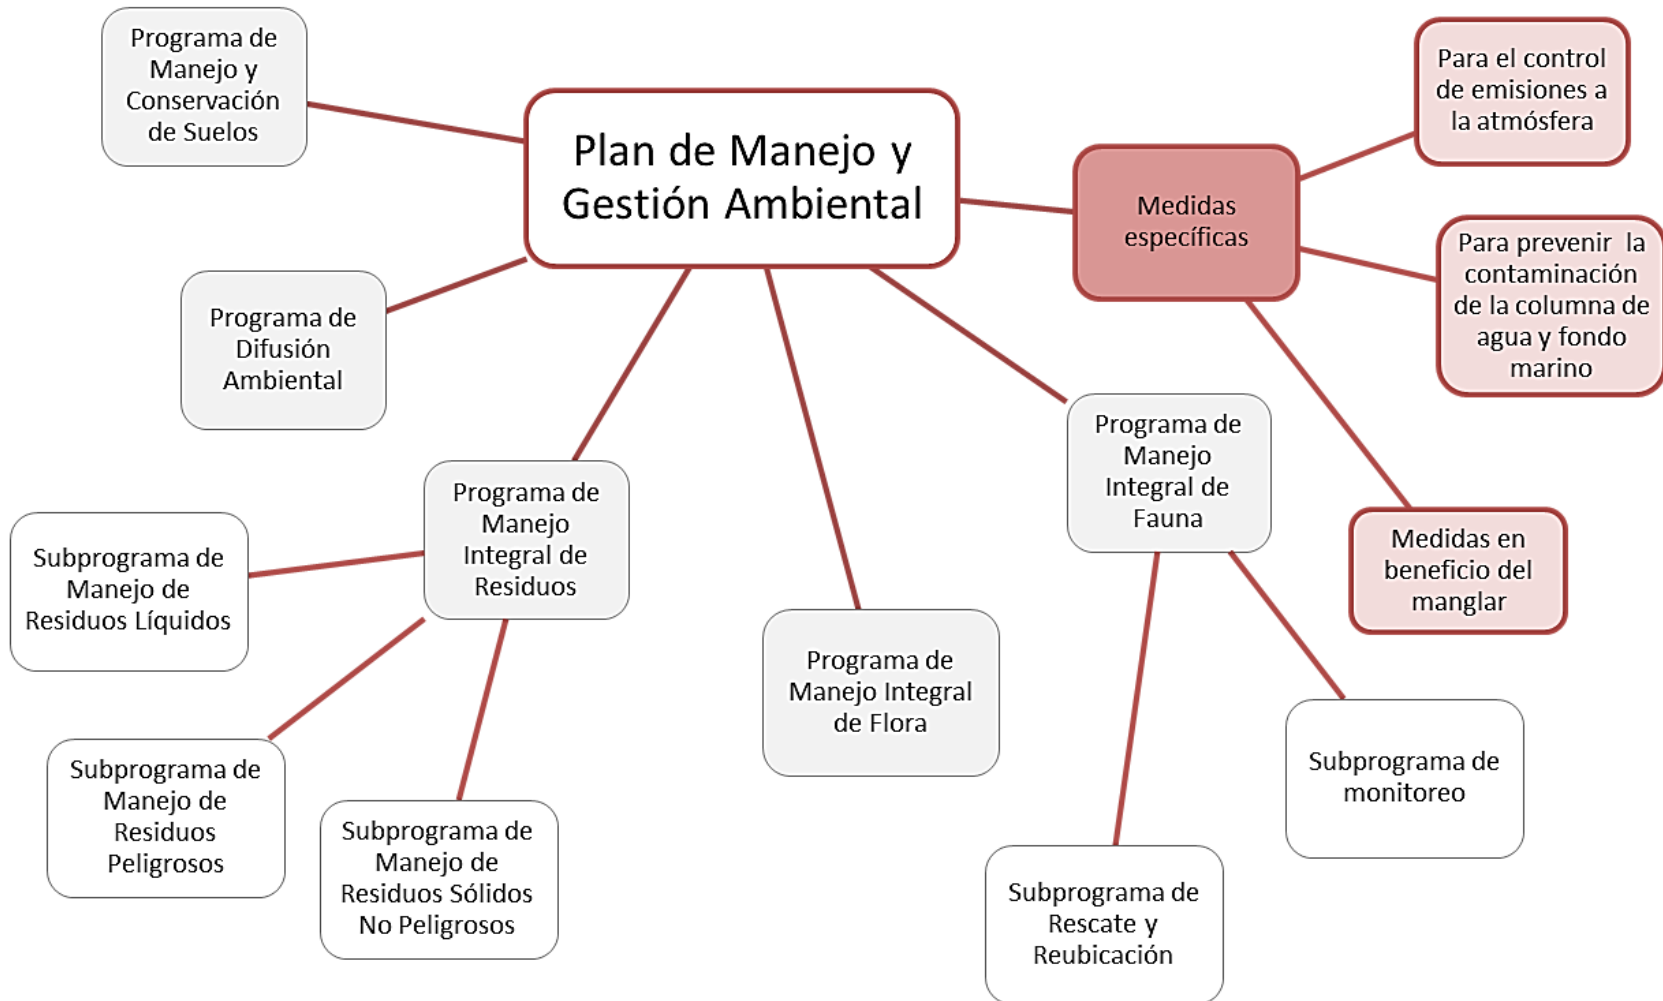 Programa de
Manejo y
Conservación
de Suelos
Plan de Manejo y
Gestión Ambiental
Medidas
específicas
Para el control
de emisiones a
la atmósfera
Para prevenir la
contaminación
de la columna de
agua y fondo
marino
Medidas en
beneficio del
manglar
Programa de
Difusión
Ambiental
Programa de
Manejo
Integral de
Residuos
Subprograma de
Manejo de
Residuos Líquidos
Subprograma de
Manejo de
Residuos
Peligrosos
Subprograma de
Manejo de
Residuos Sólidos
No Peligrosos
Programa de
Manejo Integral
de Flora
Programa de
Manejo
Integral de
Fauna
Subprograma de
Rescate y
Reubicación
Subprograma de
monitoreo